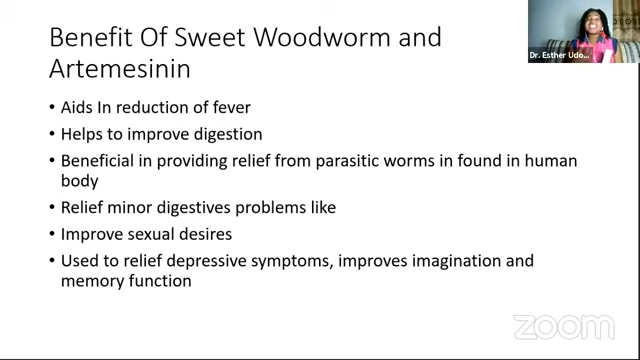 Benefit Of Sweet Woodworm and
Artemesinin
Dr. Esther Udo...
• Aids In reduction of fever
• Helps to improve digestion
• Beneficial in providing relief from parasitic worms in found in human
body
• Relief minor digestives problems like
• Improve sexual desires
• Used to relief depressive symptoms, improves imagination and
memory function
zoom